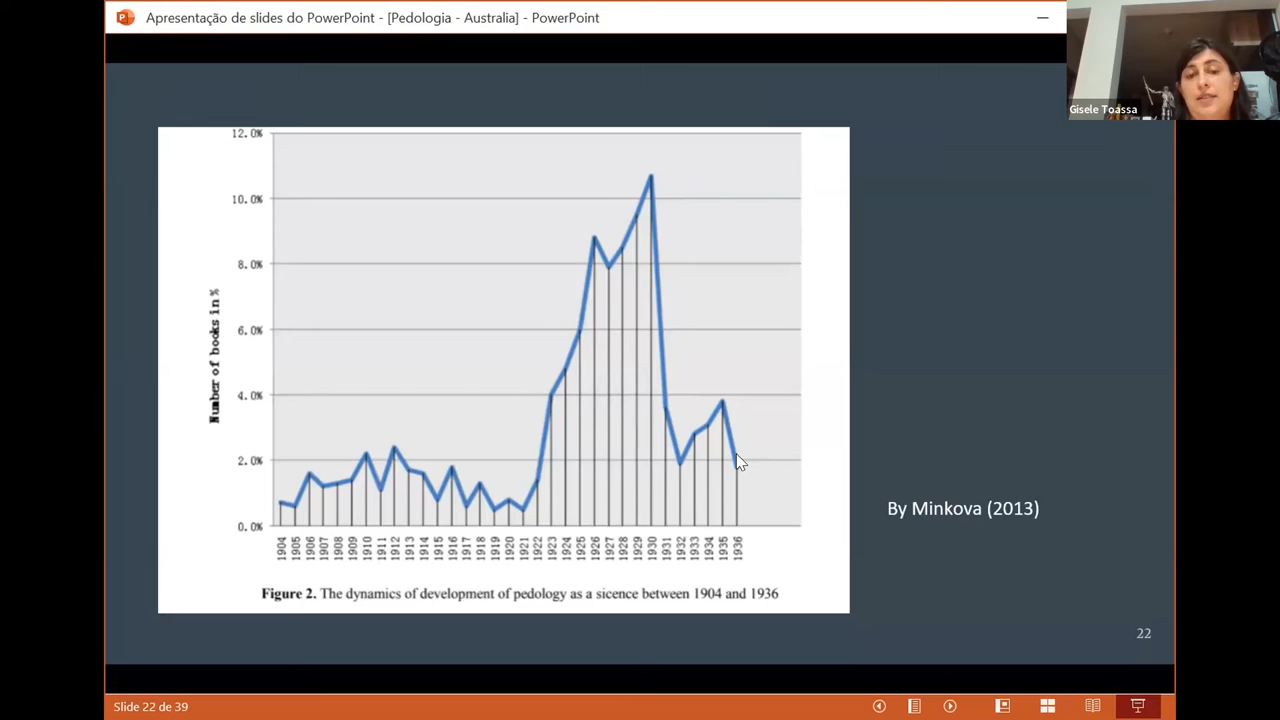 Apresentação de slides do PowerPoint - [Pedologia - Australia] - PowerPoint
Gisele Toassa
12.0%
10.0%
8.0%
6.0%
4.0%
2.0%
0.0%
Number of books in %
1904 1905 1906 1907 1908 1909 1910 1911 1912 1913 1914 1915 1916 1917 1918 1919 1920 1921 1922 1923 1924 1925 1926 1927 1928 1929 1930 1931 1932 1933 1934 1935 1936
Figure 2. The dynamics of development of pedology as a sicence between 1904 and 1936
By Minkova (2013)
22
Slide 22 de 39